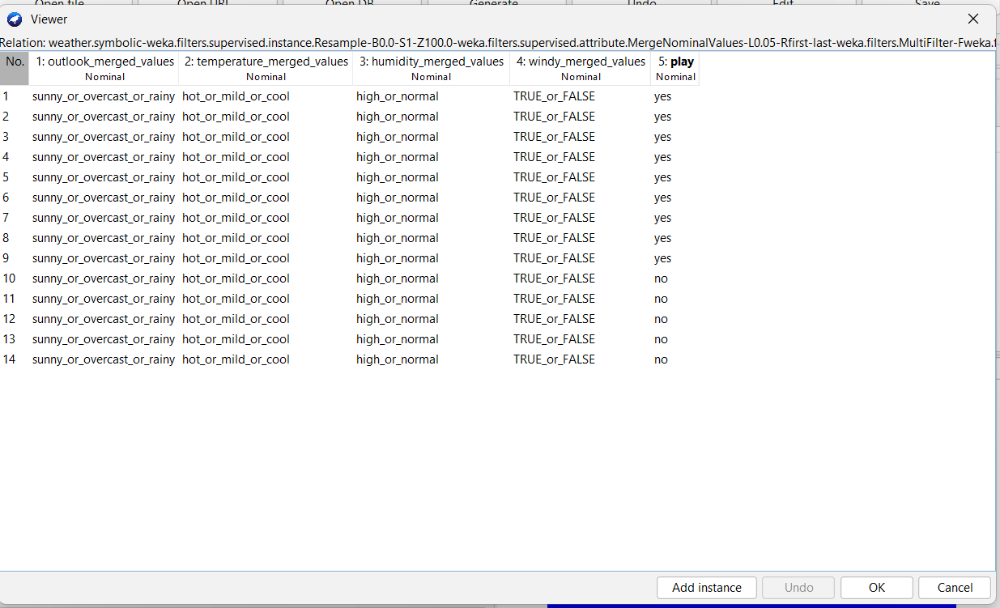 Open file... Open URL... Open DB... Generate... Undo Edit... Save...
Viewer
Relation: weather.symbolic-weka.filters.supervised.instance.Resample-B0.0-S1-Z100.0-weka.filters.supervised.attribute.MergeNominalValues-L0.05-Rfirst-last-weka.filters.MultiFilter-Fweka.f
No. 1: outlook_merged_values 2: temperature_merged_values 3: humidity_merged_values 4: windy_merged_values 5: play
Nominal Nominal Nominal Nominal Nominal
1 sunny_or_overcast_or_rainy hot_or_mild_or_cool high_or_normal TRUE_or_FALSE yes
2 sunny_or_overcast_or_rainy hot_or_mild_or_cool high_or_normal TRUE_or_FALSE yes
3 sunny_or_overcast_or_rainy hot_or_mild_or_cool high_or_normal TRUE_or_FALSE yes
4 sunny_or_overcast_or_rainy hot_or_mild_or_cool high_or_normal TRUE_or_FALSE yes
5 sunny_or_overcast_or_rainy hot_or_mild_or_cool high_or_normal TRUE_or_FALSE yes
6 sunny_or_overcast_or_rainy hot_or_mild_or_cool high_or_normal TRUE_or_FALSE yes
7 sunny_or_overcast_or_rainy hot_or_mild_or_cool high_or_normal TRUE_or_FALSE yes
8 sunny_or_overcast_or_rainy hot_or_mild_or_cool high_or_normal TRUE_or_FALSE yes
9 sunny_or_overcast_or_rainy hot_or_mild_or_cool high_or_normal TRUE_or_FALSE yes
10 sunny_or_overcast_or_rainy hot_or_mild_or_cool high_or_normal TRUE_or_FALSE no
11 sunny_or_overcast_or_rainy hot_or_mild_or_cool high_or_normal TRUE_or_FALSE no
12 sunny_or_overcast_or_rainy hot_or_mild_or_cool high_or_normal TRUE_or_FALSE no
13 sunny_or_overcast_or_rainy hot_or_mild_or_cool high_or_normal TRUE_or_FALSE no
14 sunny_or_overcast_or_rainy hot_or_mild_or_cool high_or_normal TRUE_or_FALSE no
Add instance Undo OK Cancel